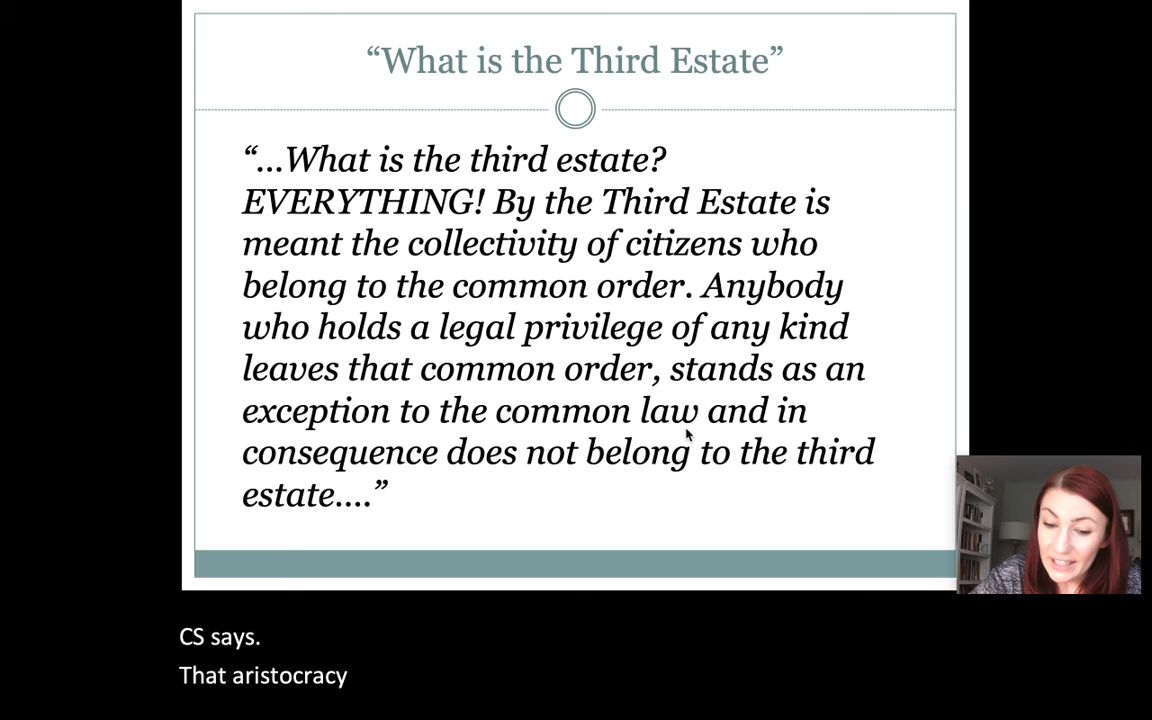 “What is the Third Estate”
“...What is the third estate?
EVERYTHING! By the Third Estate is
meant the collectivity of citizens who
belong to the common order. Anybody
who holds a legal privilege of any kind
leaves that common order, stands as an
exception to the common law and in
consequence does not belong to the third
estate....”
CS says.
That aristocracy